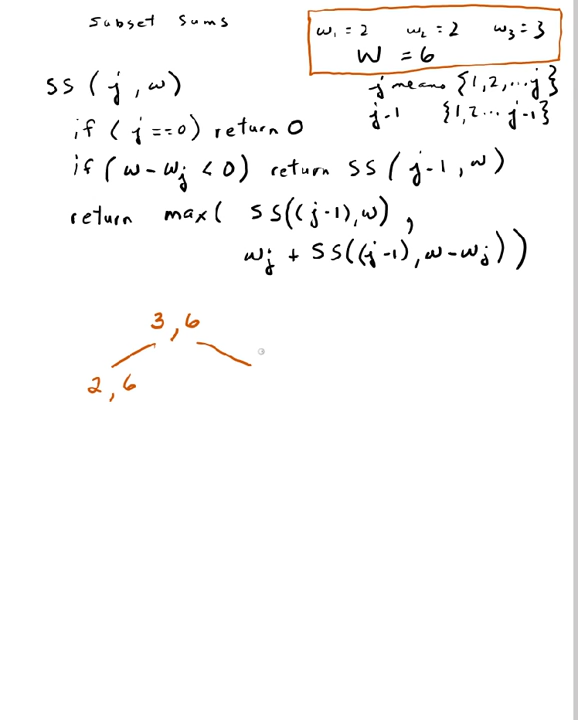 Subset Sums
w₁ = 2 w₂ = 2 w₃ = 3
W = 6
j means {1,2,...j}
j-1 {1,2...j-1}
SS(j, w)
if (j == 0) return 0
if (w - wⱼ < 0) return SS(j-1, w)
return max( SS((j-1), w) ,
wⱼ + SS((j-1), w-wⱼ))
3, 6
2, 6